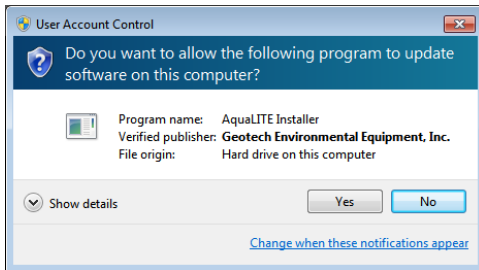 User Account Control
Do you want to allow the following program to update
software on this computer?
Program name: AquaLITE Installer
Verified publisher: Geotech Environmental Equipment, Inc.
File origin: Hard drive on this computer
Show details
Yes
No
Change when these notifications appear